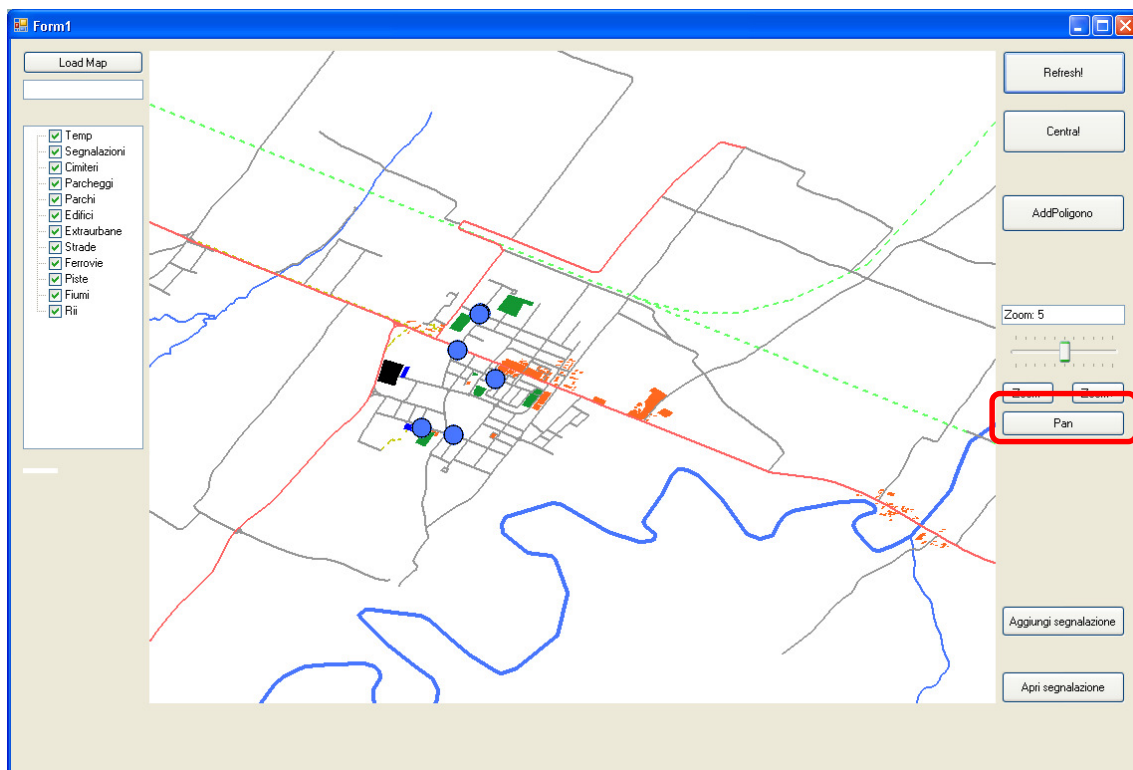 Form1
Load Map
Temp
Segnalazioni
Cimiteri
Parcheggi
Parchi
Edifici
Extraurbane
Strade
Ferrovie
Piste
Fiumi
Rii
Refresh!
Centra!
AddPoligono
Zoom: 5
Pan
Aggiungi segnalazione
Apri segnalazione